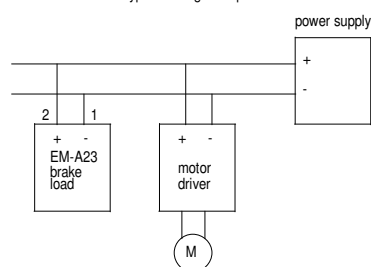 power supply
+
-
2 1
+ -
EM-A23
brake
load
+ -
motor
driver
M